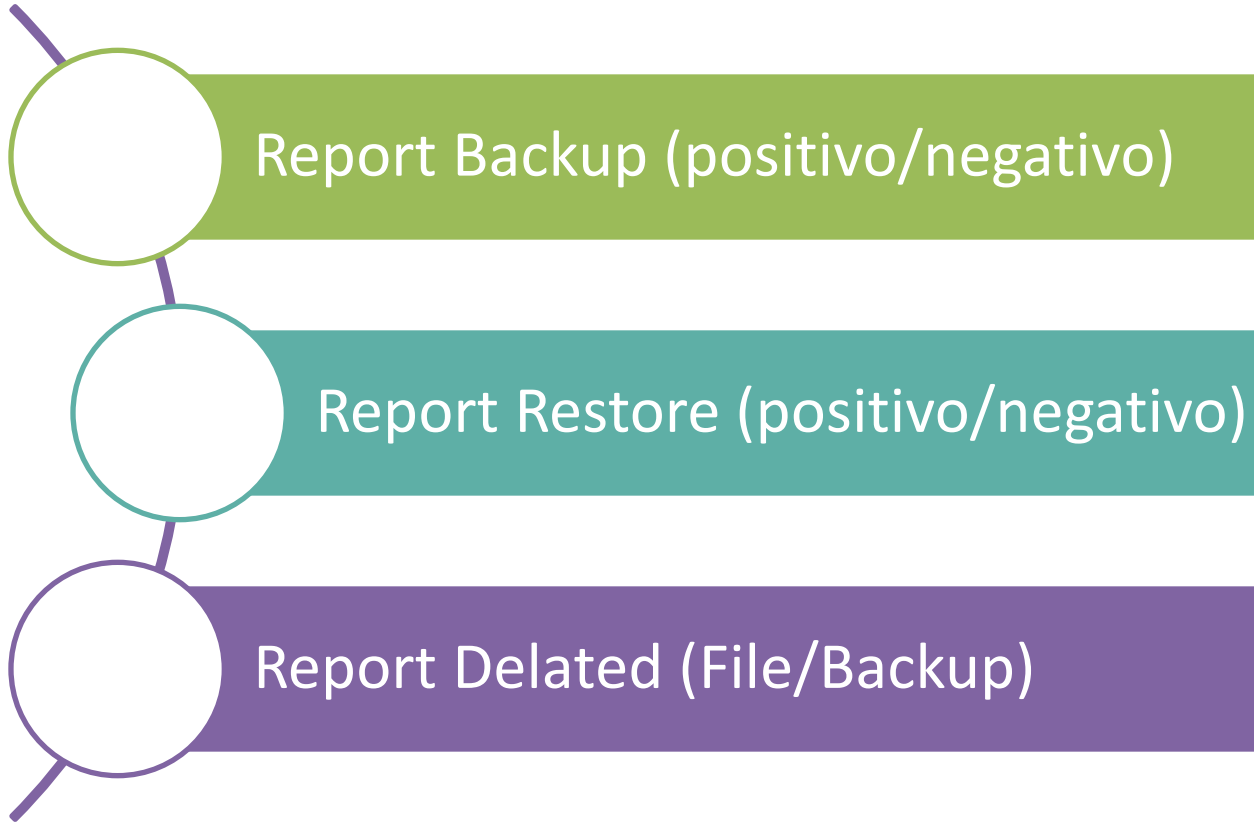 Report Backup (positivo/negativo)
Report Restore (positivo/negativo)
Report Delated (File/Backup)